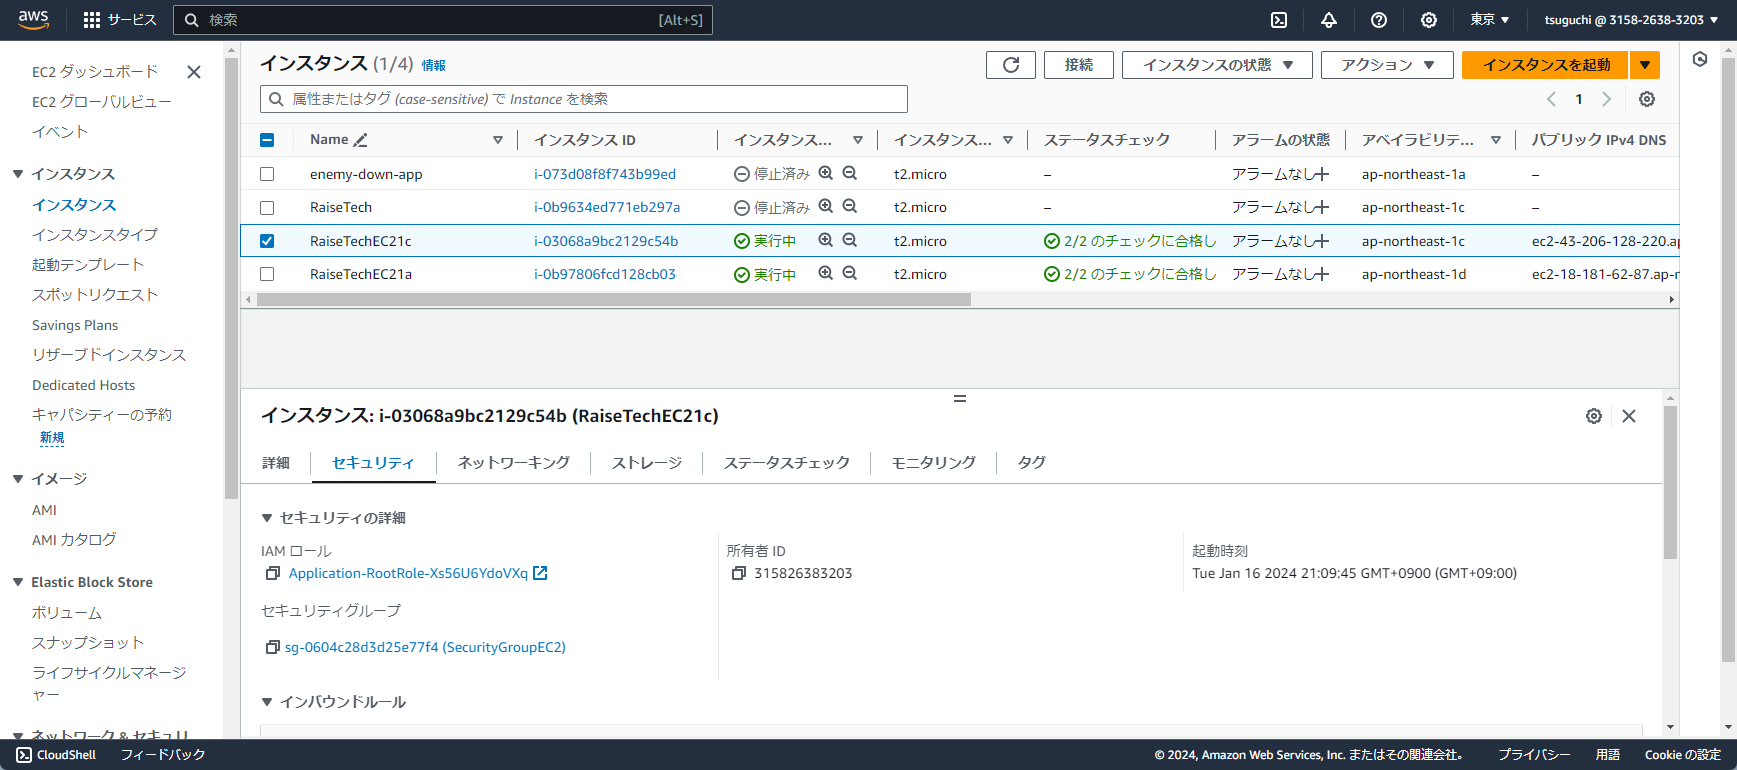 aws
サービス
検索
[Alt+S]
東京 ▼
tsuguchi @ 3158-2638-3203 ▼
EC2 ダッシュボード
EC2 グローバルビュー
イベント
▼ インスタンス
インスタンス
インスタンスタイプ
起動テンプレート
スポットリクエスト
Savings Plans
リザーブドインスタンス
Dedicated Hosts
キャパシティーの予約
新規
▼ イメージ
AMI
AMI カタログ
▼ Elastic Block Store
ボリューム
スナップショット
ライフサイクルマネージ
ャー
▼ ネットワーク & セキュリ
インスタンス (1/4) 情報
接続
インスタンスの状態 ▼
アクション ▼
インスタンスを起動 ▼
属性またはタグ (case-sensitive) で Instance を検索
1
Name インスタンス ID インスタンス... インスタンス... ステータスチェック アラームの状態 アベイラビリテ... パブリック IPv4 DNS
enemy-down-app i-073d08f8f743b99ed 停止済み t2.micro – アラームなし ap-northeast-1a –
RaiseTech i-0b9634ed771eb297a 停止済み t2.micro – アラームなし ap-northeast-1c –
RaiseTechEC21c i-03068a9bc2129c54b 実行中 t2.micro 2/2 のチェックに合格し アラームなし ap-northeast-1c ec2-43-206-128-220.ap
RaiseTechEC21a i-0b97806fcd128cb03 実行中 t2.micro 2/2 のチェックに合格し アラームなし ap-northeast-1d ec2-18-181-62-87.ap-n
インスタンス: i-03068a9bc2129c54b (RaiseTechEC21c)
詳細 セキュリティ ネットワーキング ストレージ ステータスチェック モニタリング タグ
▼ セキュリティの詳細
IAM ロール
Application-RootRole-Xs56U6YdoVXq
所有者 ID
315826383203
起動時刻
Tue Jan 16 2024 21:09:45 GMT+0900 (GMT+09:00)
セキュリティグループ
sg-0604c28d3d25e77f4 (SecurityGroupEC2)
▼ インバウンドルール
CloudShell
フィードバック
© 2024, Amazon Web Services, Inc. またはその関連会社。
プライバシー
用語
Cookie の設定